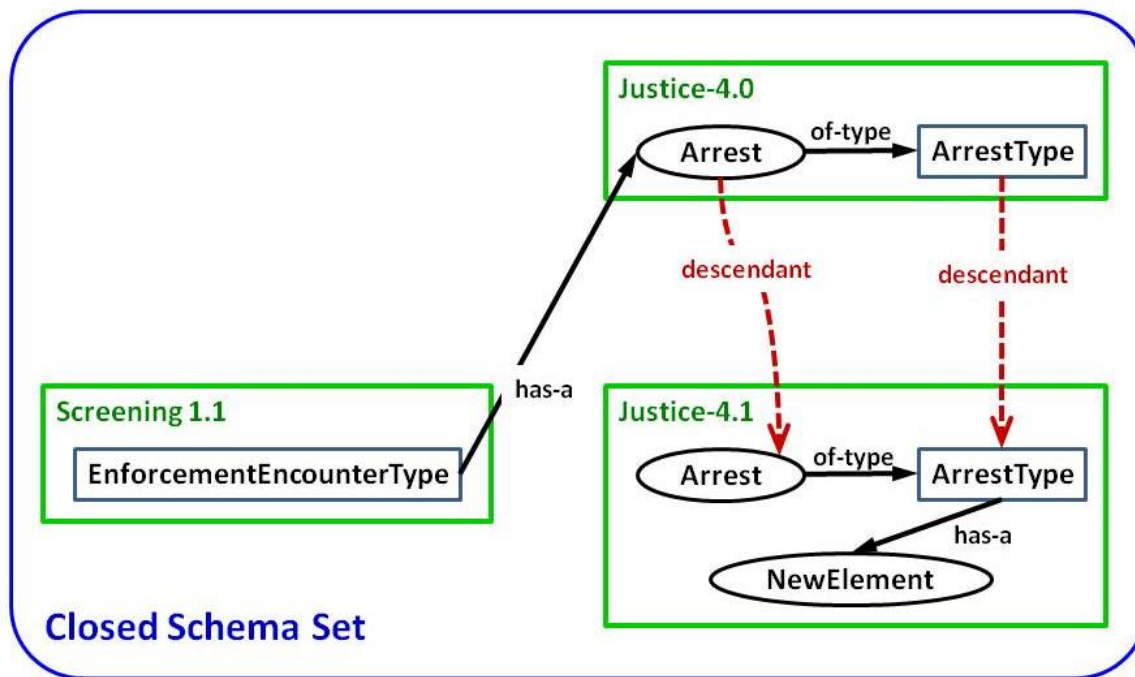 Justice-4.0
Arrest
of-type
ArrestType
descendant
descendant
has-a
Screening 1.1
EnforcementEncounterType
Justice-4.1
Arrest
of-type
ArrestType
has-a
NewElement
Closed Schema Set